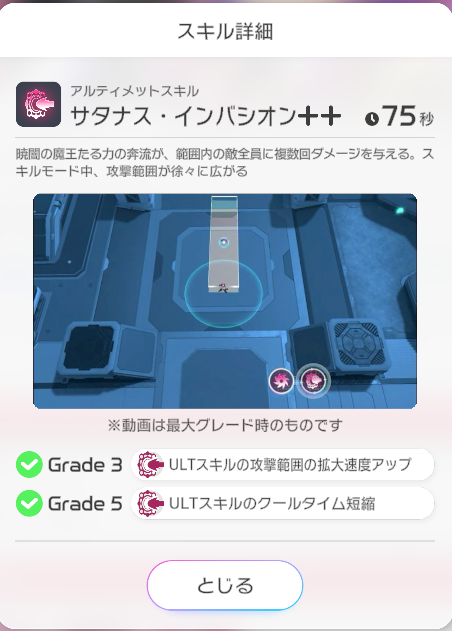 スキル詳細
アルティメットスキル
サタナス・インバシオン++ 75秒
暁闇の魔王たる力の奔流が、範囲内の敵全員に複数回ダメージを与える。ス
キルモード中、攻撃範囲が徐々に広がる
※動画は最大グレード時のものです
Grade 3 ULTスキルの攻撃範囲の拡大速度アップ
Grade 5 ULTスキルのクールタイム短縮
とじる